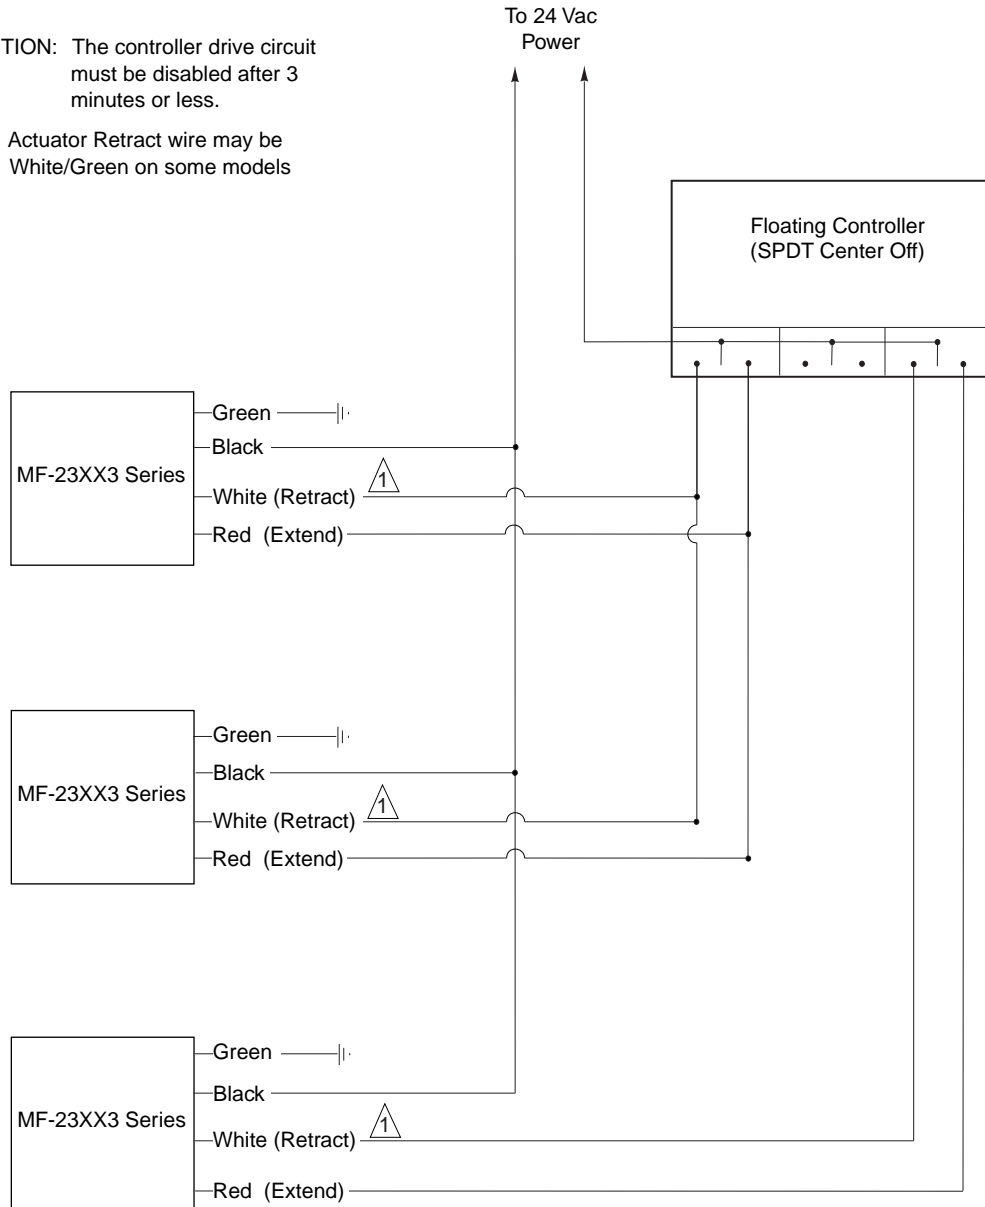 To 24 Vac
Power
TION: The controller drive circuit
must be disabled after 3
minutes or less.
Actuator Retract wire may be
White/Green on some models
Floating Controller
(SPDT Center Off)
MF-23XX3 Series
Green
Black
White (Retract) 1
Red (Extend)
MF-23XX3 Series
Green
Black
White (Retract) 1
Red (Extend)
MF-23XX3 Series
Green
Black
White (Retract) 1
Red (Extend)